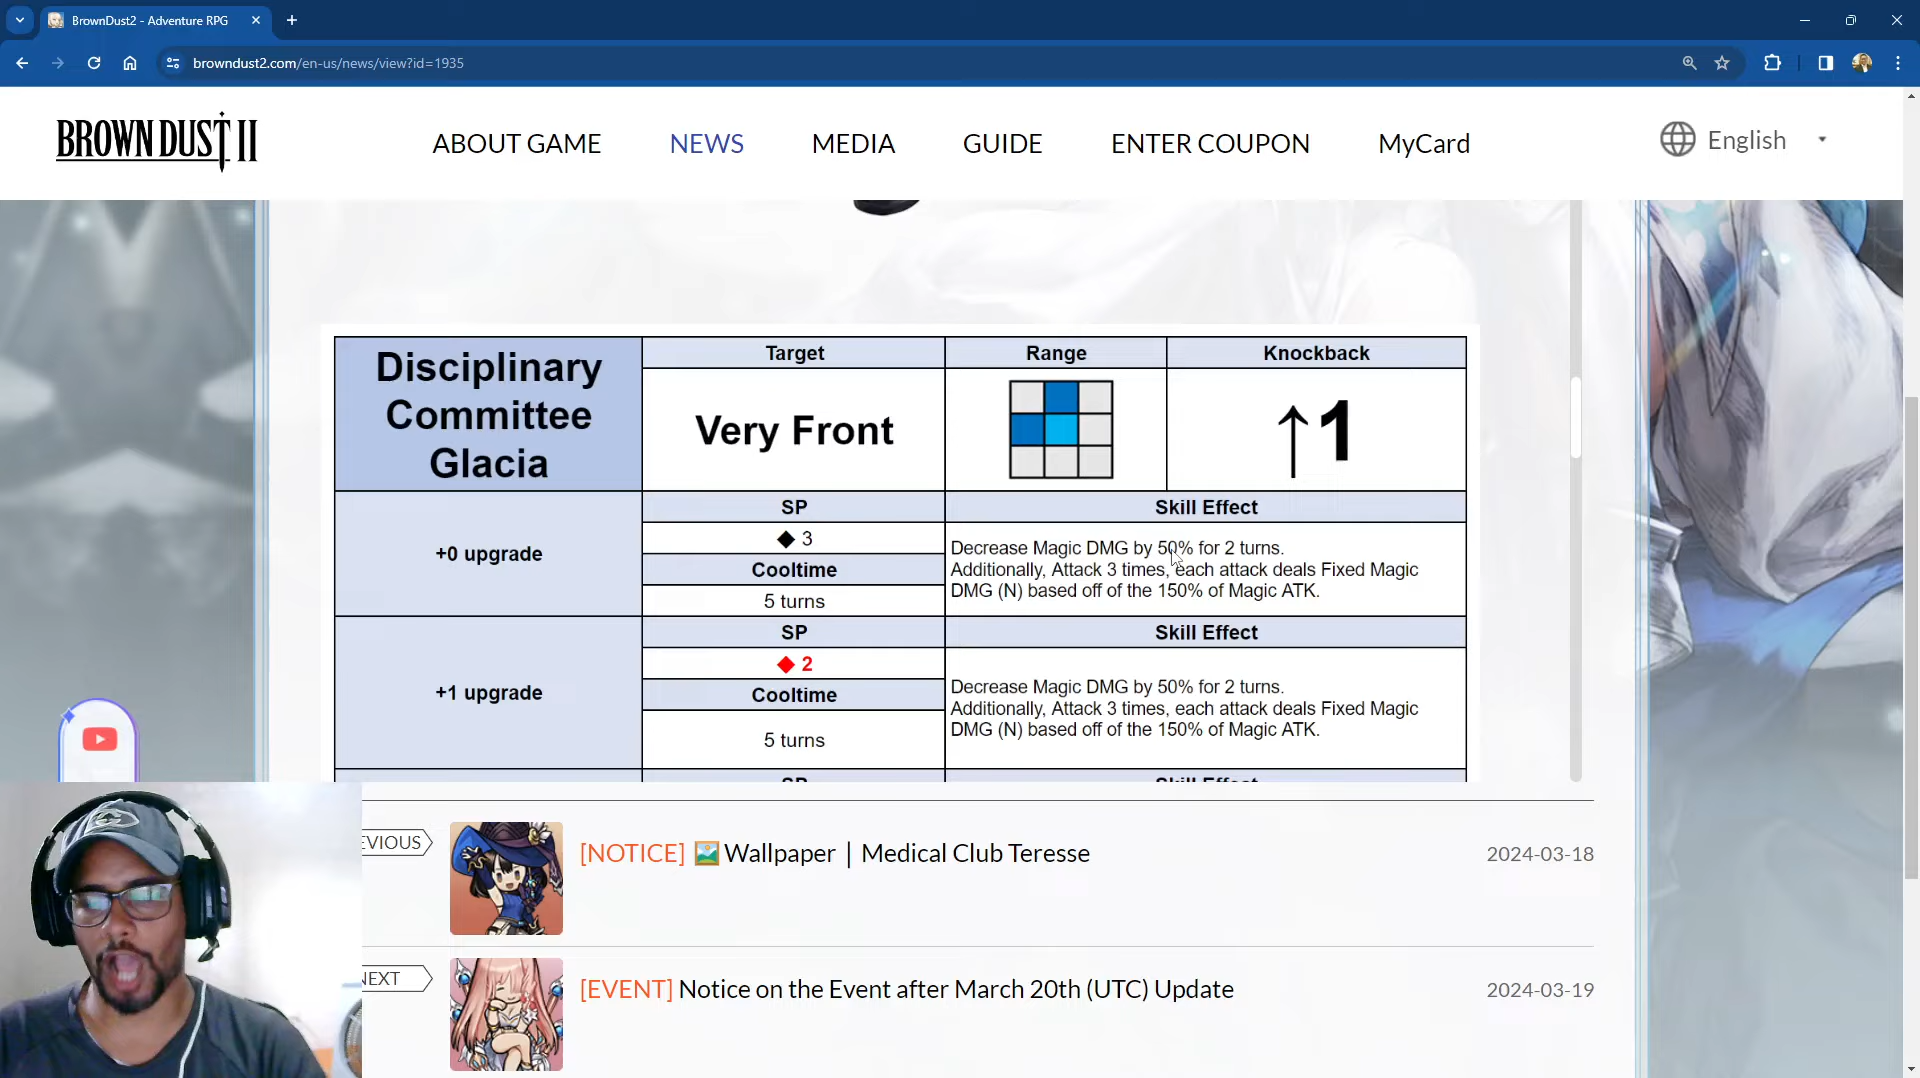 BrownDust2 - Adventure RPG
browndust2.com/en-us/news/view?id=1935
BROWN DUST II
ABOUT GAME
NEWS
MEDIA
GUIDE
ENTER COUPON
MyCard
English
Disciplinary
Committee
Glacia
Target
Range
Knockback
Very Front
↑1
+0 upgrade
SP
Skill Effect
◆ 3
Cooltime
5 turns
Decrease Magic DMG by 50% for 2 turns.
Additionally, Attack 3 times, each attack deals Fixed Magic
DMG (N) based off of the 150% of Magic ATK.
+1 upgrade
SP
Skill Effect
◆ 2
Cooltime
5 turns
Decrease Magic DMG by 50% for 2 turns.
Additionally, Attack 3 times, each attack deals Fixed Magic
DMG (N) based off of the 150% of Magic ATK.
SP
Skill Effect
EVIOUS
[NOTICE] 🖼️Wallpaper | Medical Club Teresse
2024-03-18
NEXT
[EVENT] Notice on the Event after March 20th (UTC) Update
2024-03-19